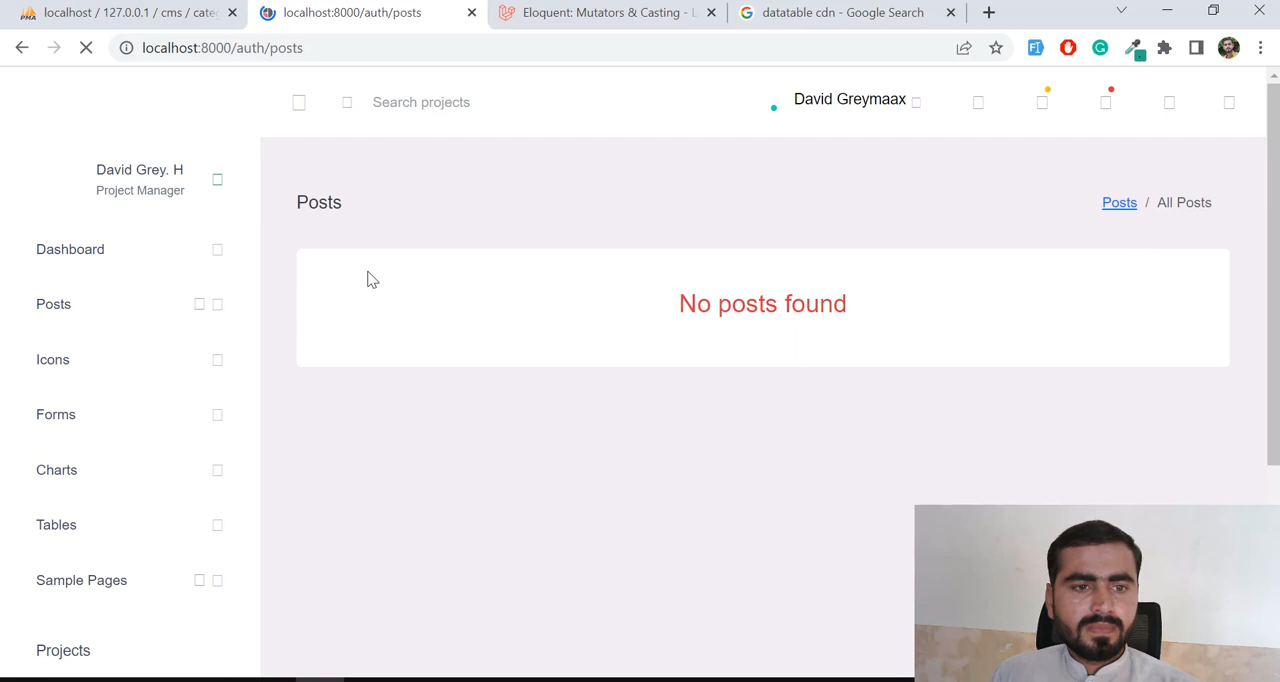 localhost / 127.0.0.1 / cms / cate
localhost:8000/auth/posts
Eloquent: Mutators & Casting - L
datatable cdn - Google Search
localhost:8000/auth/posts
Search projects
David Greymaax
David Grey. H
Project Manager
Dashboard
Posts
Icons
Forms
Charts
Tables
Sample Pages
Projects
Posts
Posts / All Posts
No posts found